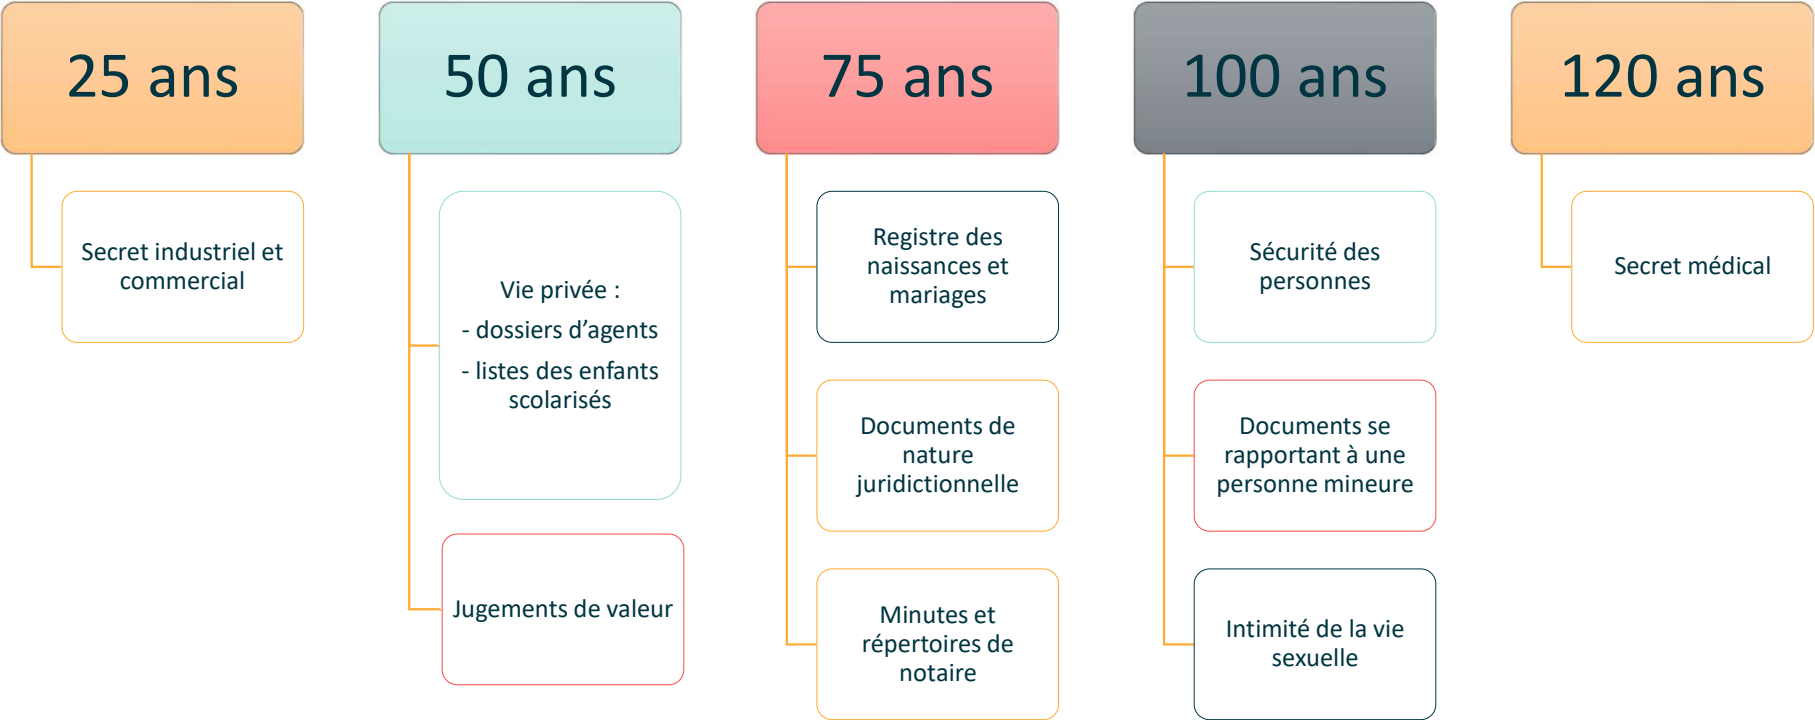 25 ans
Secret industriel et
commercial
50 ans
Vie privée :
- dossiers d’agents
- listes des enfants
scolarisés
Jugements de valeur
75 ans
Registre des
naissances et
mariages
Documents de
nature
juridictionnelle
Minutes et
répertoires de
notaire
100 ans
Sécurité des
personnes
Documents se
rapportant à une
personne mineure
Intimité de la vie
sexuelle
120 ans
Secret médical